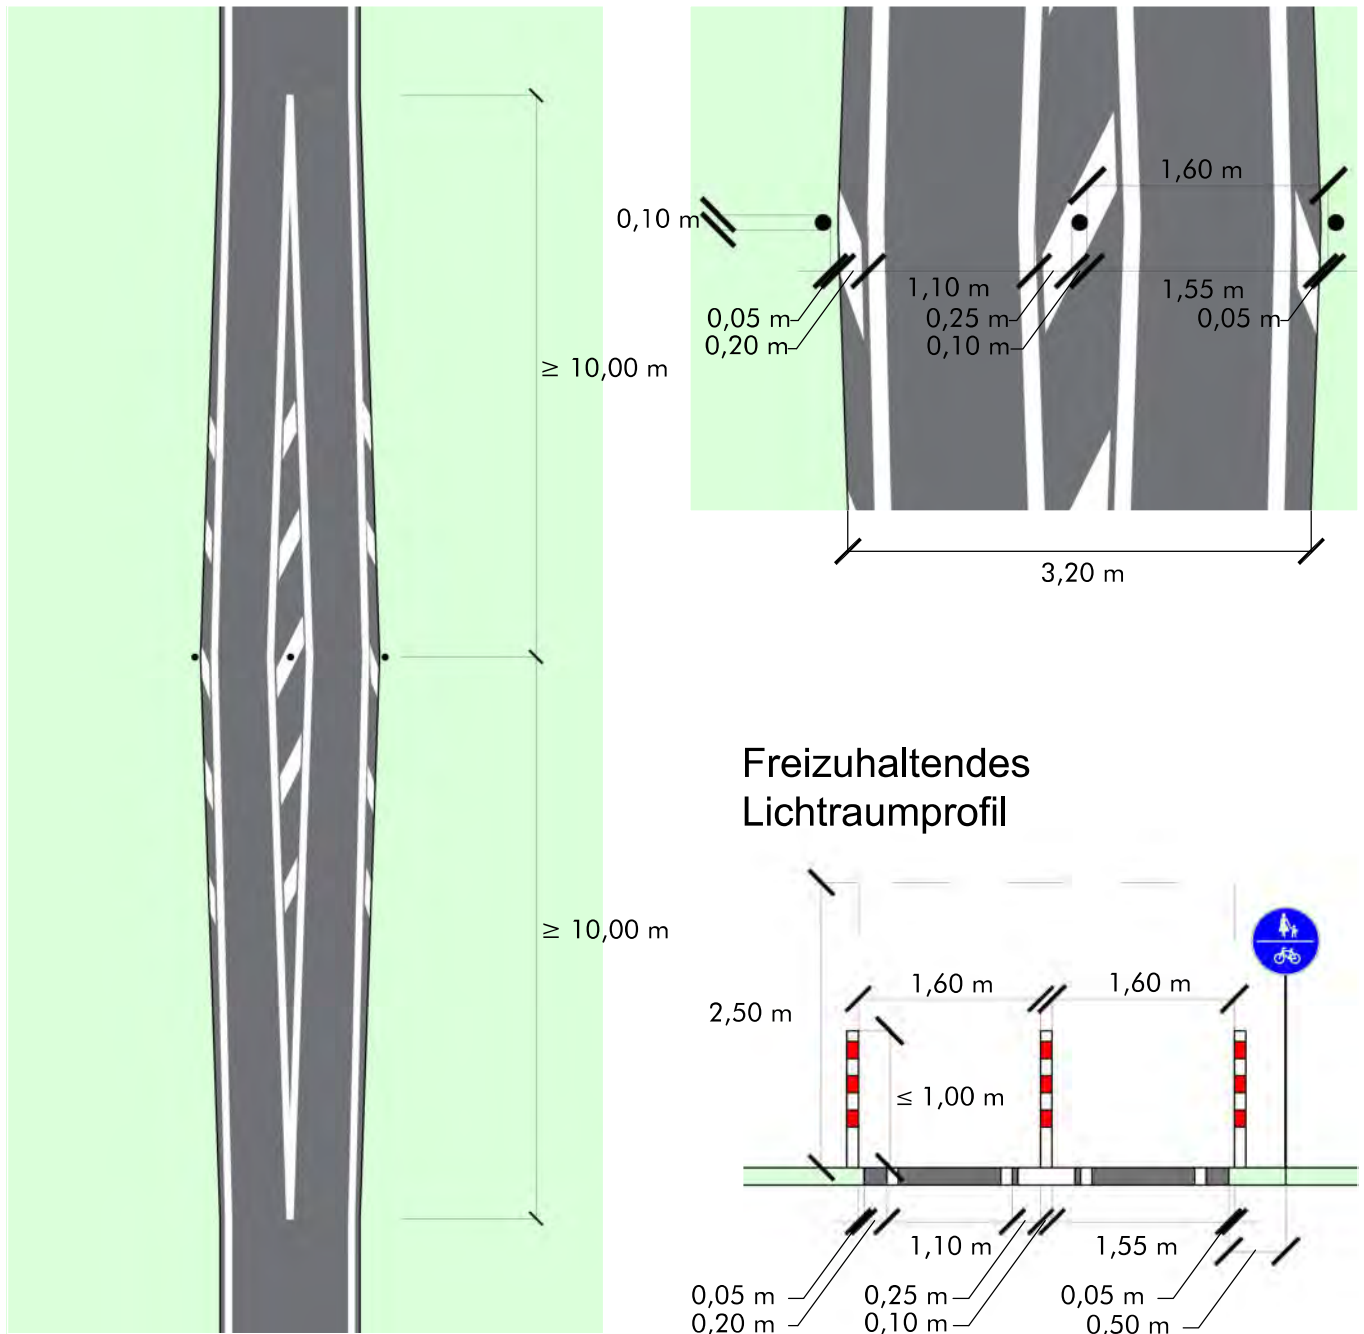 ≥ 10,00 m
≥ 10,00 m
1,60 m
0,10 m
1,10 m
1,55 m
0,05 m
0,25 m
0,05 m
0,20 m
0,10 m
3,20 m
Freizuhaltendes
Lichtraumprofil
1,60 m
1,60 m
2,50 m
≤ 1,00 m
1,10 m
1,55 m
0,05 m
0,25 m
0,05 m
0,20 m
0,10 m
0,50 m